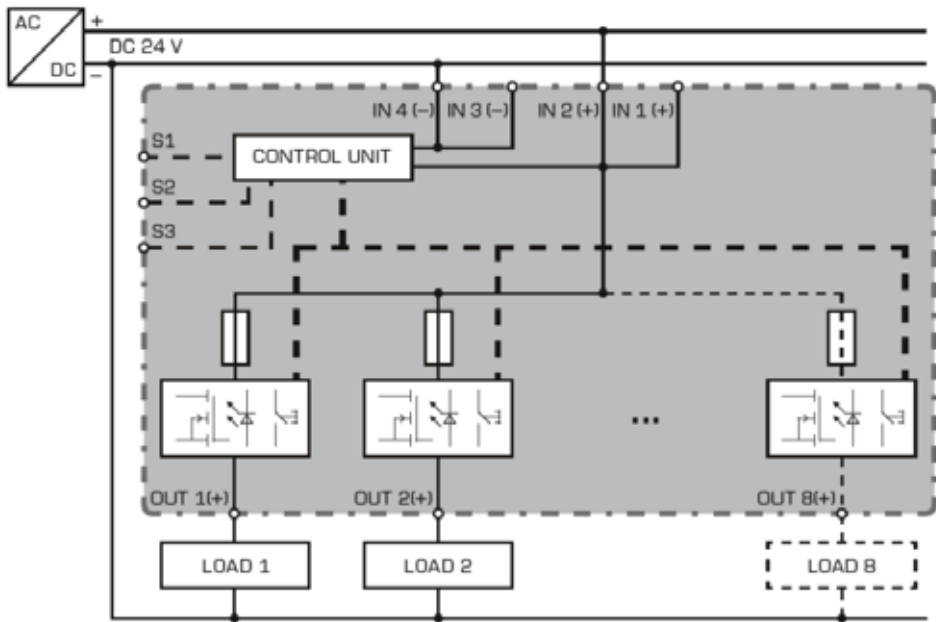 AC
+
DC 24 V
DC
−
IN 4 (−) IN 3 (−) IN 2 (+) IN 1 (+)
S1
CONTROL UNIT
S2
S3
...
OUT 1(+) OUT 2(+) OUT 8(+)
LOAD 1 LOAD 2 LOAD 8